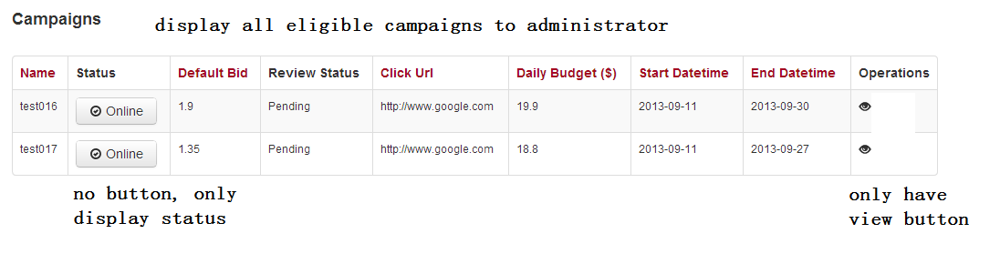 Campaigns
display all eligible campaigns to administrator
Name Status Default Bid Review Status Click Url Daily Budget ($) Start Datetime End Datetime Operations
test016 Online 1.9 Pending http://www.google.com 19.9 2013-09-11 2013-09-30
test017 Online 1.35 Pending http://www.google.com 18.8 2013-09-11 2013-09-27
no button, only
display status
only have
view button